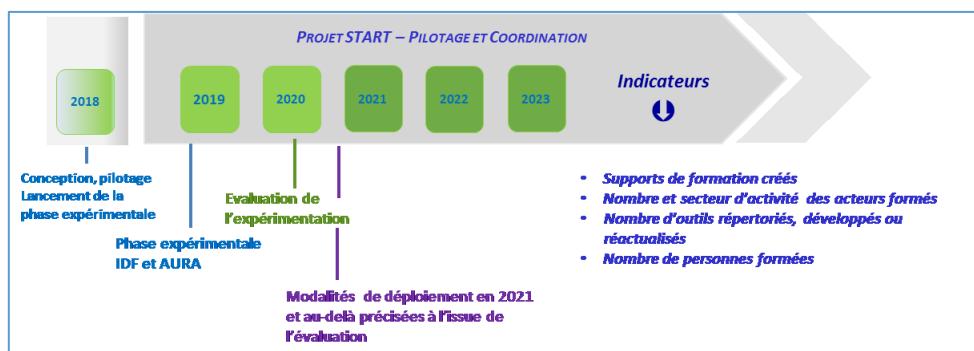 PROJET START – PILOTAGE ET COORDINATION
2018
2019
2020
2021
2022
2023
Indicateurs
Conception, pilotage
Lancement de la
phase expérimentale
Phase expérimentale
IDF et AURA
Evaluation de
l'expérimentation
Modalités de déploiement en 2021
et au-delà précisées à l'issue de
l'évaluation
• Supports de formation créés
• Nombre et secteur d'activité des acteurs formés
• Nombre d'outils répertoriés, développés ou
réactualisés
• Nombre de personnes formées